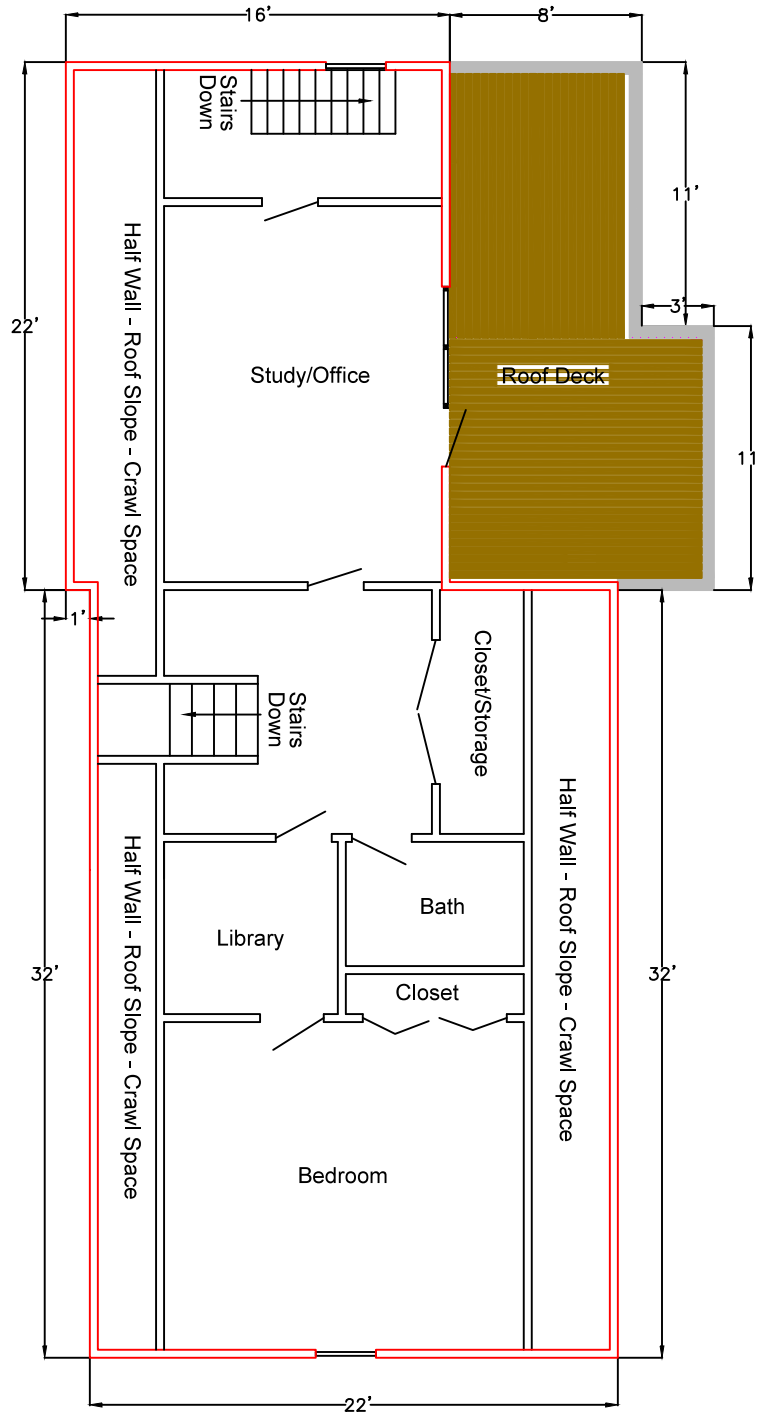 16'
8'
Stairs
Down
11'
3'
Half Wall - Roof Slope - Crawl Space
22'
Study/Office
Roof Deck
11
1'
Closet/Storage
Stairs
Down
Half Wall - Roof Slope - Crawl Space
Half Wall - Roof Slope - Crawl Space
Bath
Library
32'
32'
Closet
Bedroom
22'